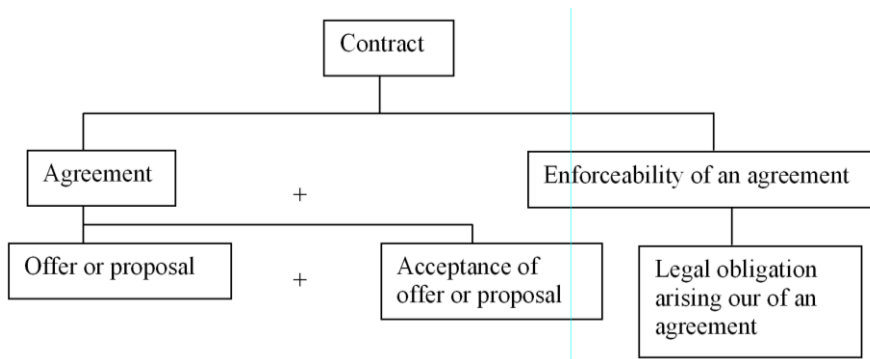 Contract
Agreement
+
Enforceability of an agreement
Offer or proposal
+
Acceptance of
offer or proposal
Legal obligation
arising our of an
agreement